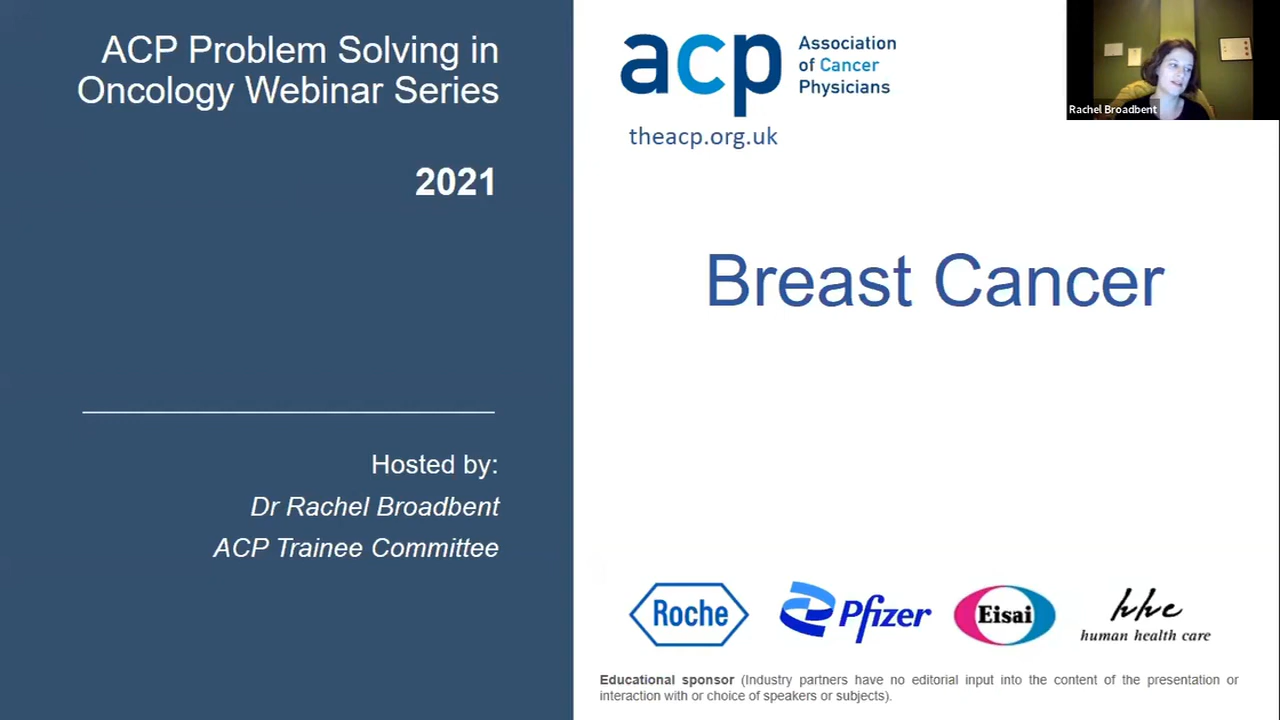 ACP Problem Solving in
Oncology Webinar Series
2021
Hosted by:
Dr Rachel Broadbent
ACP Trainee Committee
acp
Association
of Cancer
Physicians
theacp.org.uk
Rachel Broadbent
Breast Cancer
Roche
Pfizer
Eisai
hhc
human health care
Educational sponsor (Industry partners have no editorial input into the content of the presentation or
interaction with or choice of speakers or subjects).